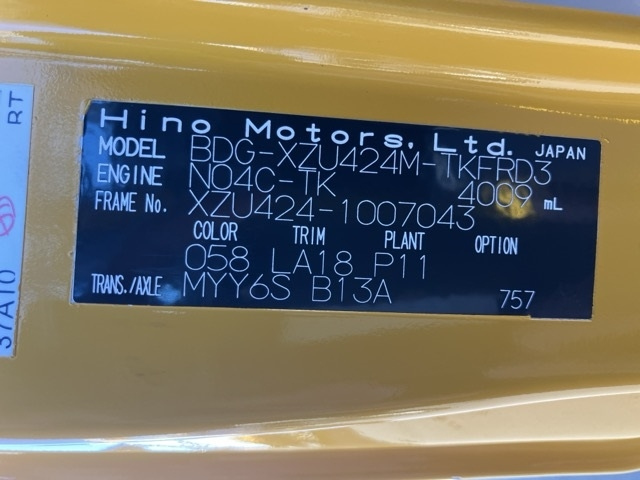 Hino Motors, Ltd. JAPAN
MODEL BDG-XZU424M-TKFRD3
ENGINE N04C-TK 4009 mL
FRAME No. XZU424-1007043
COLOR TRIM PLANT OPTION
058 LA18 P11
TRANS./AXLE MYY6S B13A 757
RT
37A10